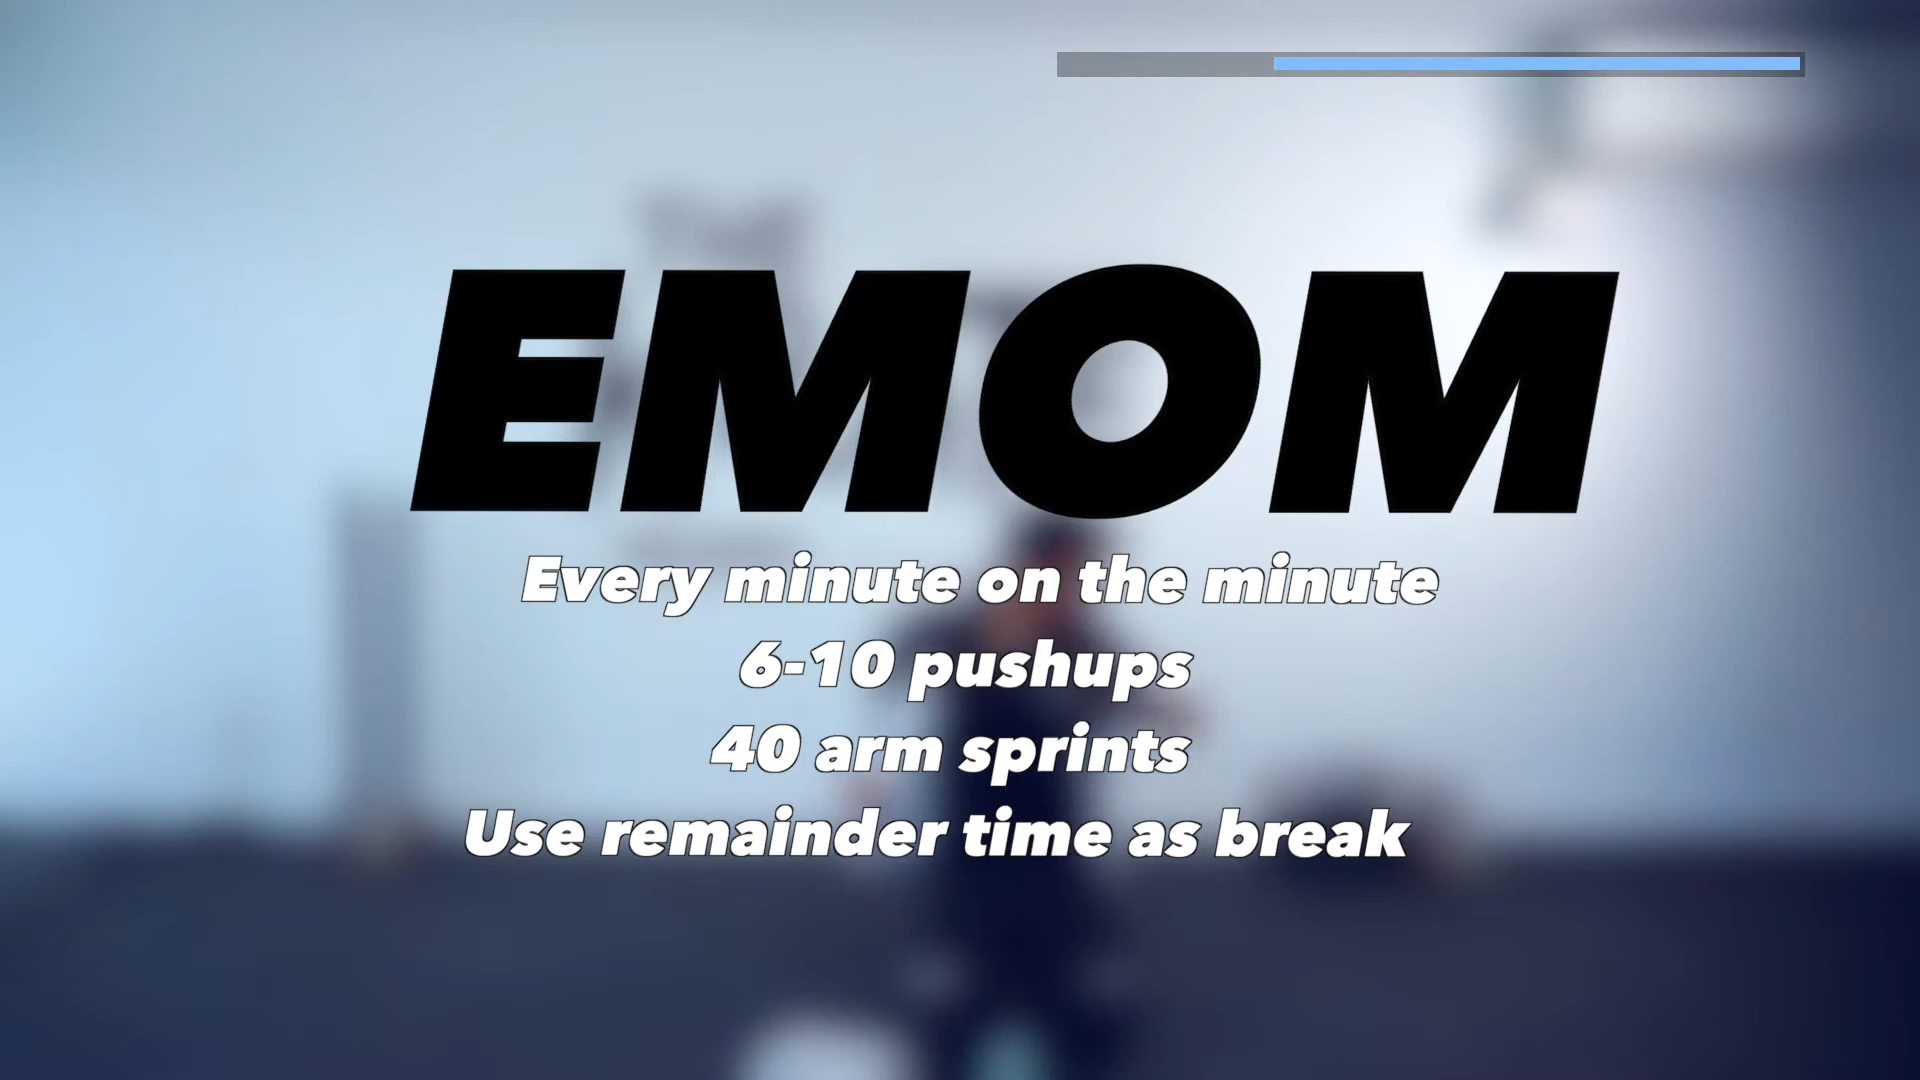 EMOM
Every minute on the minute
6-10 pushups
40 arm sprints
Use remainder time as break